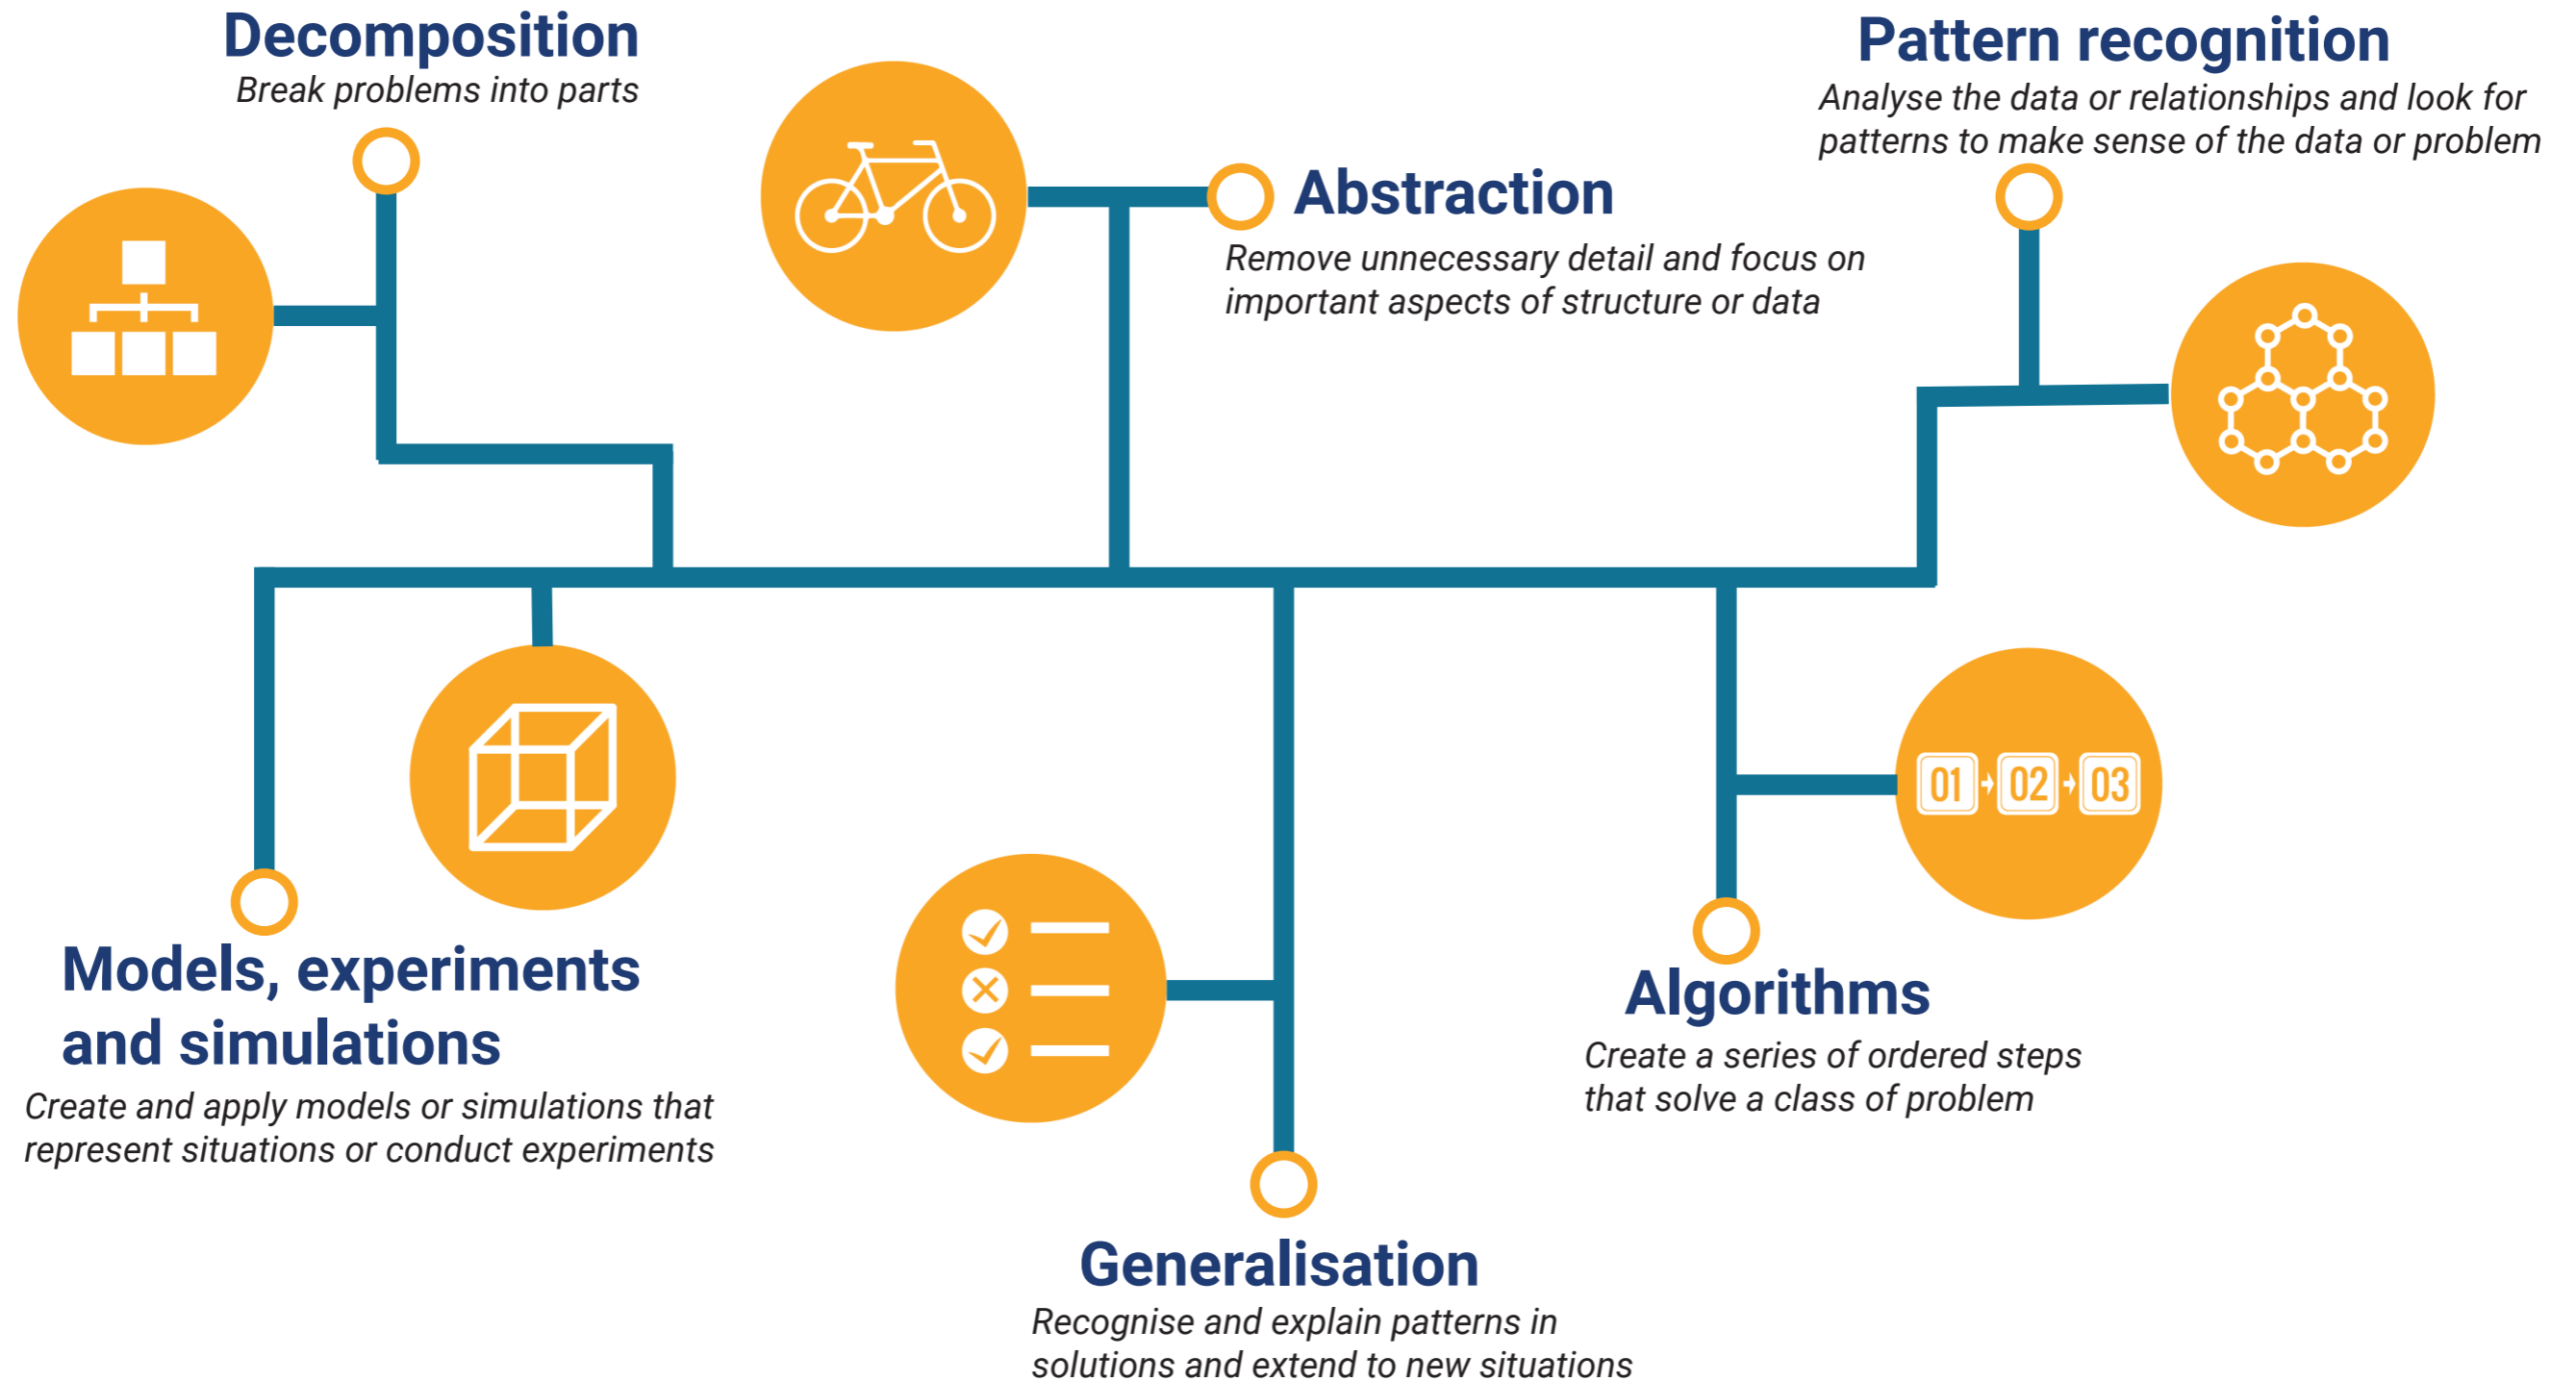 Decomposition
Break problems into parts
Abstraction
Remove unnecessary detail and focus on
important aspects of structure or data
Pattern recognition
Analyse the data or relationships and look for
patterns to make sense of the data or problem
Models, experiments
and simulations
Create and apply models or simulations that
represent situations or conduct experiments
Generalisation
Recognise and explain patterns in
solutions and extend to new situations
01 02 03
Algorithms
Create a series of ordered steps
that solve a class of problem